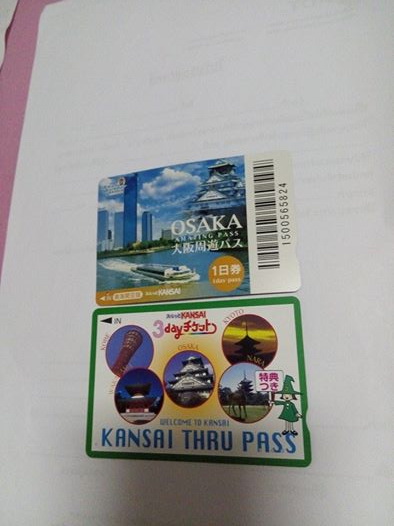 OSAKA
AMAZING PASS
大阪周遊パス
1日券
(1day pass)
IN
KANSAI
1500565824
IN
KANSAI
3dayチケット
KOBE
OSAKA
KYOTO
NARA
特典
つき
WELCOME TO KANSAI
KANSAI THRU PASS